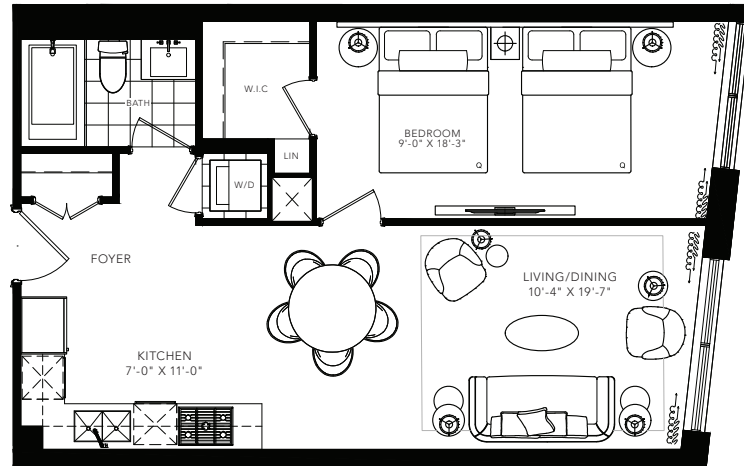 BATH
W.I.C
BEDROOM
9'-0" X 18'-3"
LIN
W/D
Q
Q
FOYER
LIVING/DINING
10'-4" X 19'-7"
KITCHEN
7'-0" X 11'-0"